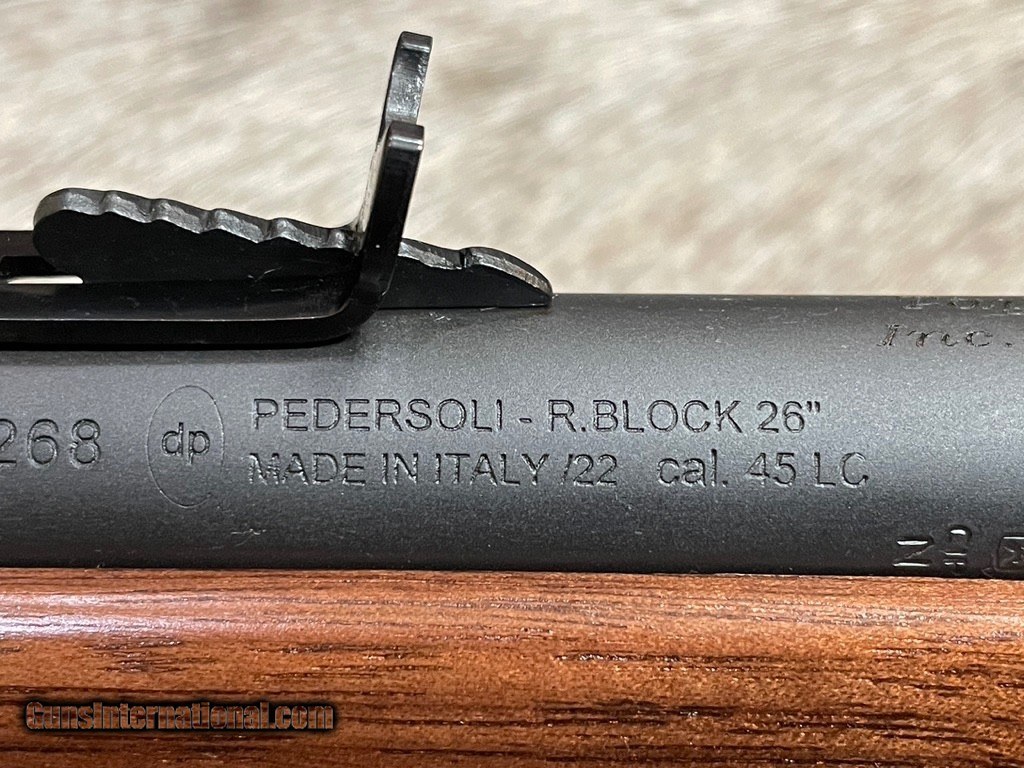 Inc.
268
dp
PEDERSOLI - R.BLOCK 26"
MADE IN ITALY /22 cal. 45 LC
GunsInternational.com